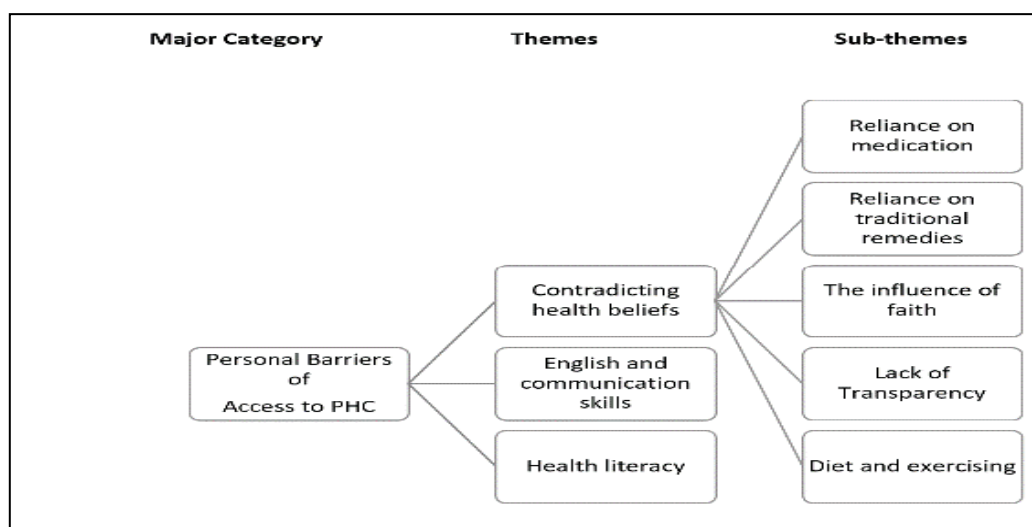 Major Category Themes Sub-themes
Reliance on
medication
Reliance on
traditional
remedies
Contradicting
health beliefs
The influence of
faith
Personal Barriers
of
Access to PHC
English and
communication
skills
Lack of
Transparency
Health literacy
Diet and exercising